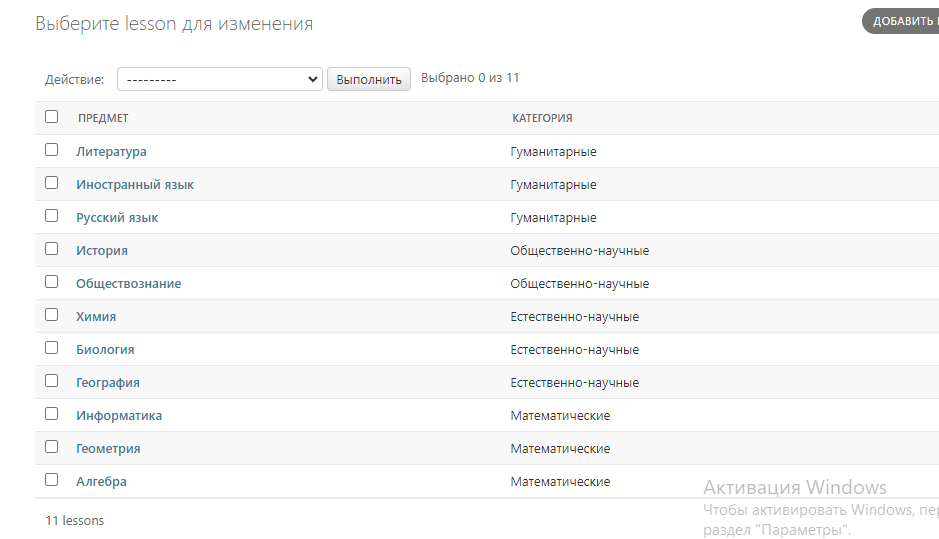 Выберите lesson для изменения
ДОБАВИТЬ
Действие: --------- Выполнить Выбрано 0 из 11
ПРЕДМЕТ КАТЕГОРИЯ
Литература Гуманитарные
Иностранный язык Гуманитарные
Русский язык Гуманитарные
История Общественно-научные
Обществознание Общественно-научные
Химия Естественно-научные
Биология Естественно-научные
География Естественно-научные
Информатика Математические
Геометрия Математические
Алгебра Математические
11 lessons
Активация Windows
Чтобы активировать Windows, пер
раздел "Параметры".